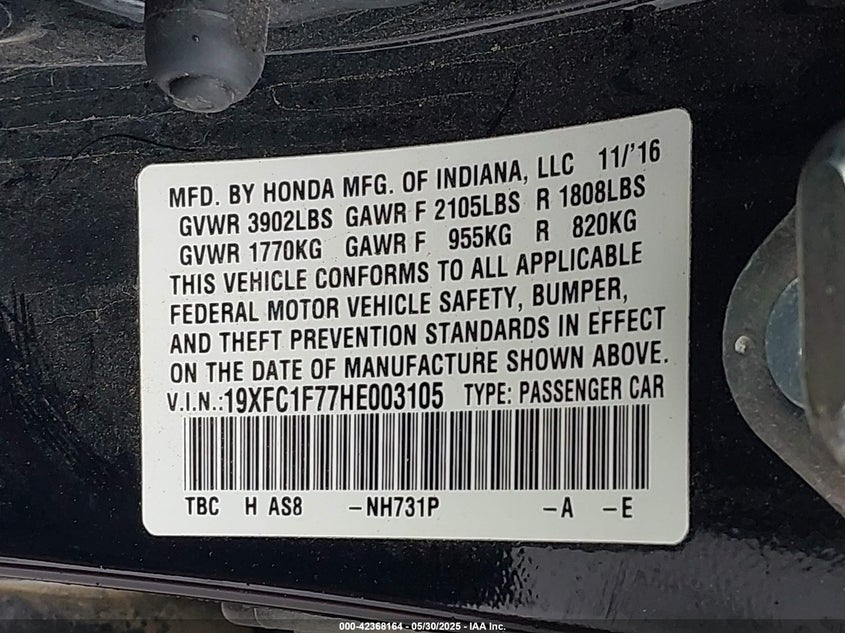 MFD. BY HONDA MFG. OF INDIANA, LLC 11/'16
GVWR 3902LBS GAWR F 2105LBS R 1808LBS
GVWR 1770KG GAWR F 955KG R 820KG
THIS VEHICLE CONFORMS TO ALL APPLICABLE
FEDERAL MOTOR VEHICLE SAFETY, BUMPER,
AND THEFT PREVENTION STANDARDS IN EFFECT
ON THE DATE OF MANUFACTURE SHOWN ABOVE.
V.I.N.:19XFC1F77HE003105 TYPE: PASSENGER CAR
TBC H AS8 -NH731P -A -E
000-42368164 - 05/30/2025 - IAA Inc.